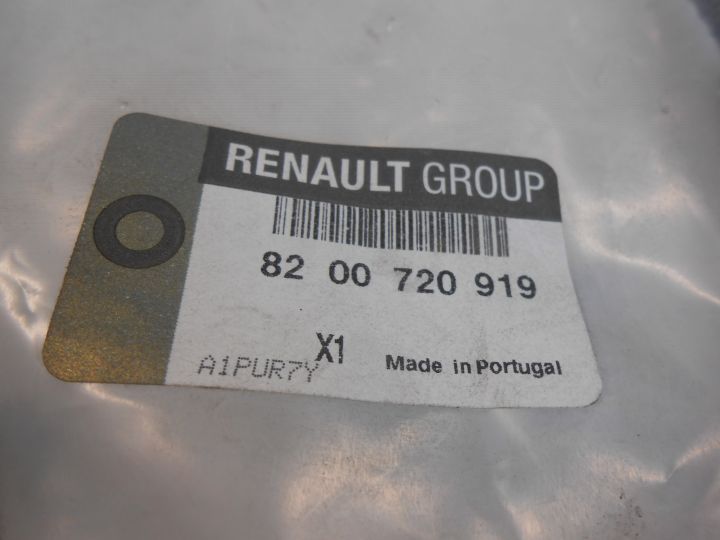 RENAULT GROUP
82 00 720 919
X1
A1PUR7Y Made in Portugal